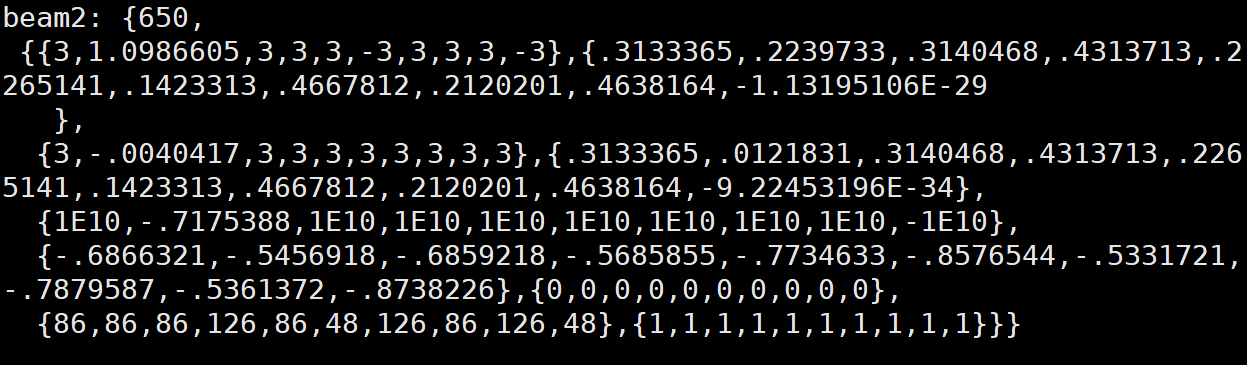 beam2: {650,
 {{3,1.0986605,3,3,3,-3,3,3,3,-3},{.3133365,.2239733,.3140468,.4313713,.2
265141,.1423313,.4667812,.2120201,.4638164,-1.13195106E-29
   },
  {3,-.0040417,3,3,3,3,3,3,3,3},{.3133365,.0121831,.3140468,.4313713,.226
5141,.1423313,.4667812,.2120201,.4638164,-9.22453196E-34},
  {1E10,-.7175388,1E10,1E10,1E10,1E10,1E10,1E10,1E10,-1E10},
  {-.6866321,-.5456918,-.6859218,-.5685855,-.7734633,-.8576544,-.5331721,
-.7879587,-.5361372,-.8738226},{0,0,0,0,0,0,0,0,0,0},
  {86,86,86,126,86,48,126,86,126,48},{1,1,1,1,1,1,1,1,1,1}}}